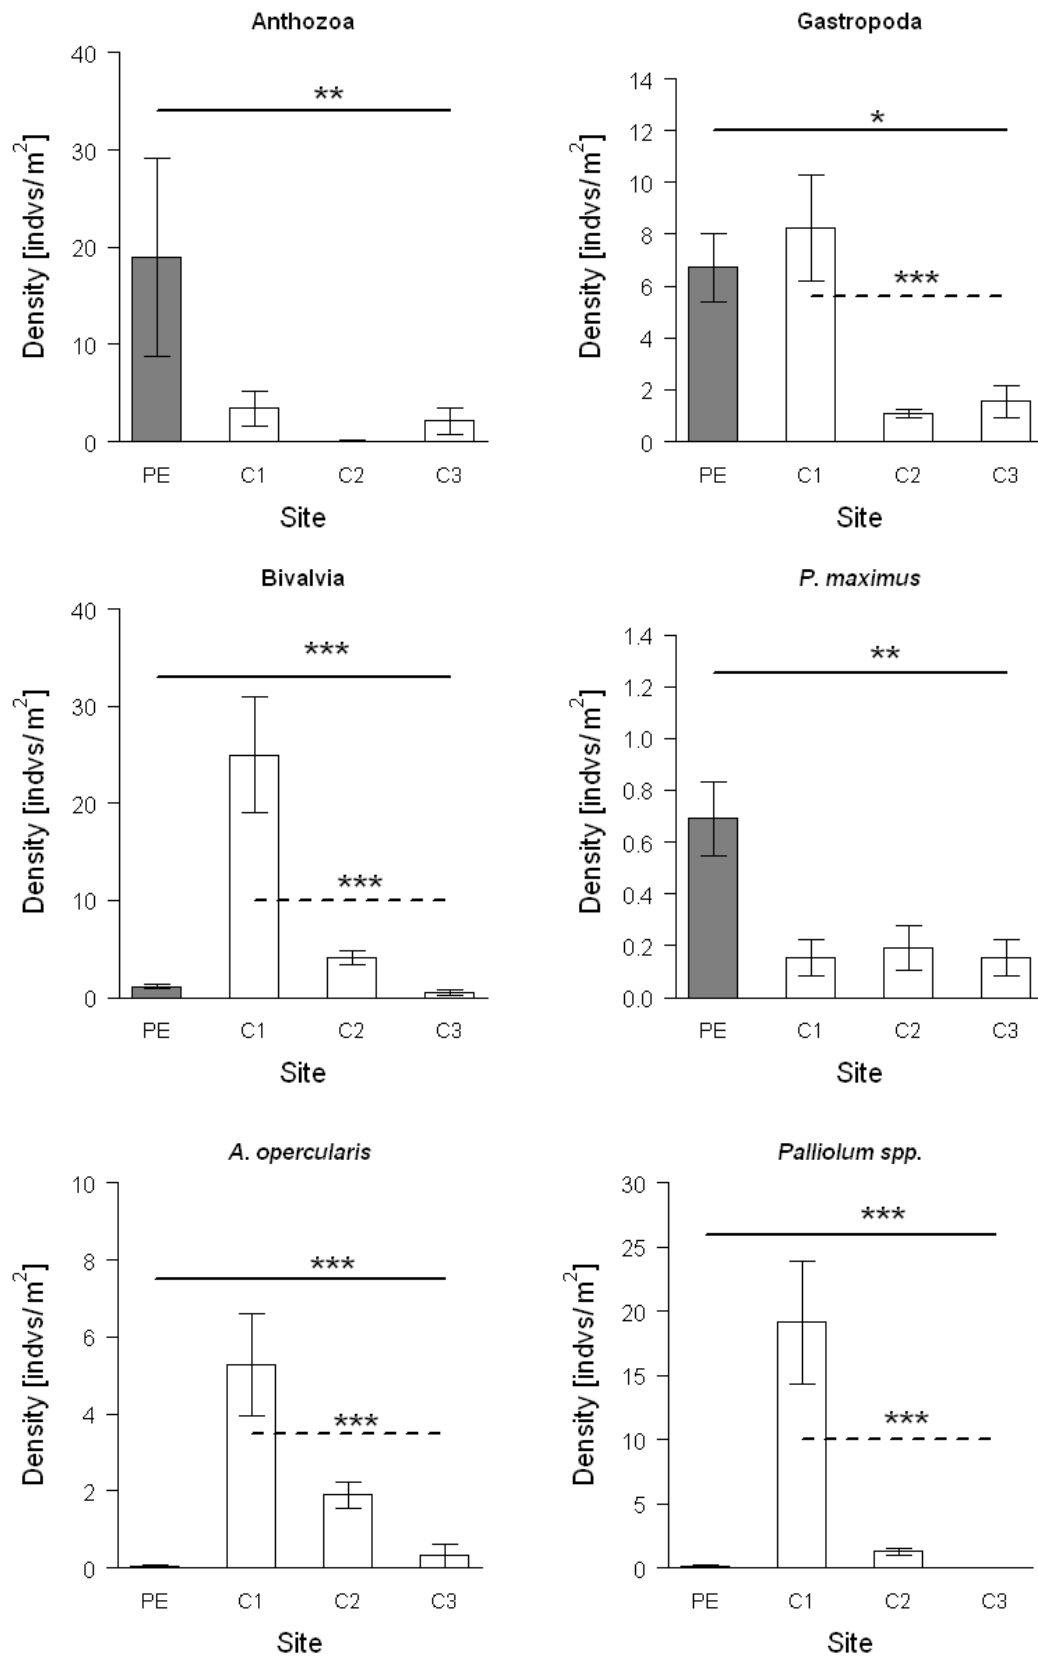 Anthozoa
Density [indvs/m²]
40
30
20
10
0
**
PE C1 C2 C3
Site
Gastropoda
Density [indvs/m²]
14
12
10
8
6
4
2
0
*
***
PE C1 C2 C3
Site
Bivalvia
Density [indvs/m²]
40
30
20
10
0
***
***
PE C1 C2 C3
Site
P. maximus
Density [indvs/m²]
1.4
1.2
1.0
0.8
0.6
0.4
0.2
0.0
**
PE C1 C2 C3
Site
A. opercularis
Density [indvs/m²]
10
8
6
4
2
0
***
***
PE C1 C2 C3
Site
Palliolum spp.
Density [indvs/m²]
30
25
20
15
10
5
0
***
***
PE C1 C2 C3
Site